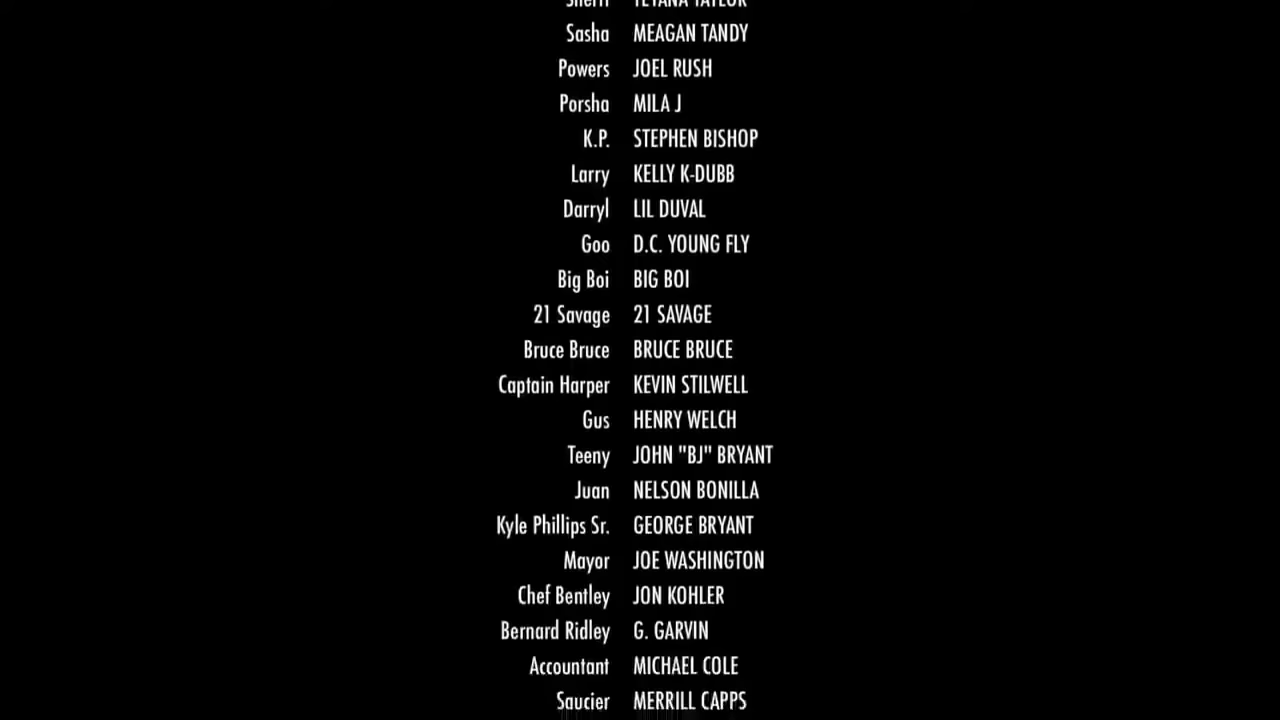 Sherri TEYANA TAYLOR
Sasha MEAGAN TANDY
Powers JOEL RUSH
Porsha MILA J
K.P. STEPHEN BISHOP
Larry KELLY K-DUBB
Darryl LIL DUVAL
Goo D.C. YOUNG FLY
Big Boi BIG BOI
21 Savage 21 SAVAGE
Bruce Bruce BRUCE BRUCE
Captain Harper KEVIN STILWELL
Gus HENRY WELCH
Teeny JOHN "BJ" BRYANT
Juan NELSON BONILLA
Kyle Phillips Sr. GEORGE BRYANT
Mayor JOE WASHINGTON
Chef Bentley JON KOHLER
Bernard Ridley G. GARVIN
Accountant MICHAEL COLE
Saucier MERRILL CAPPS